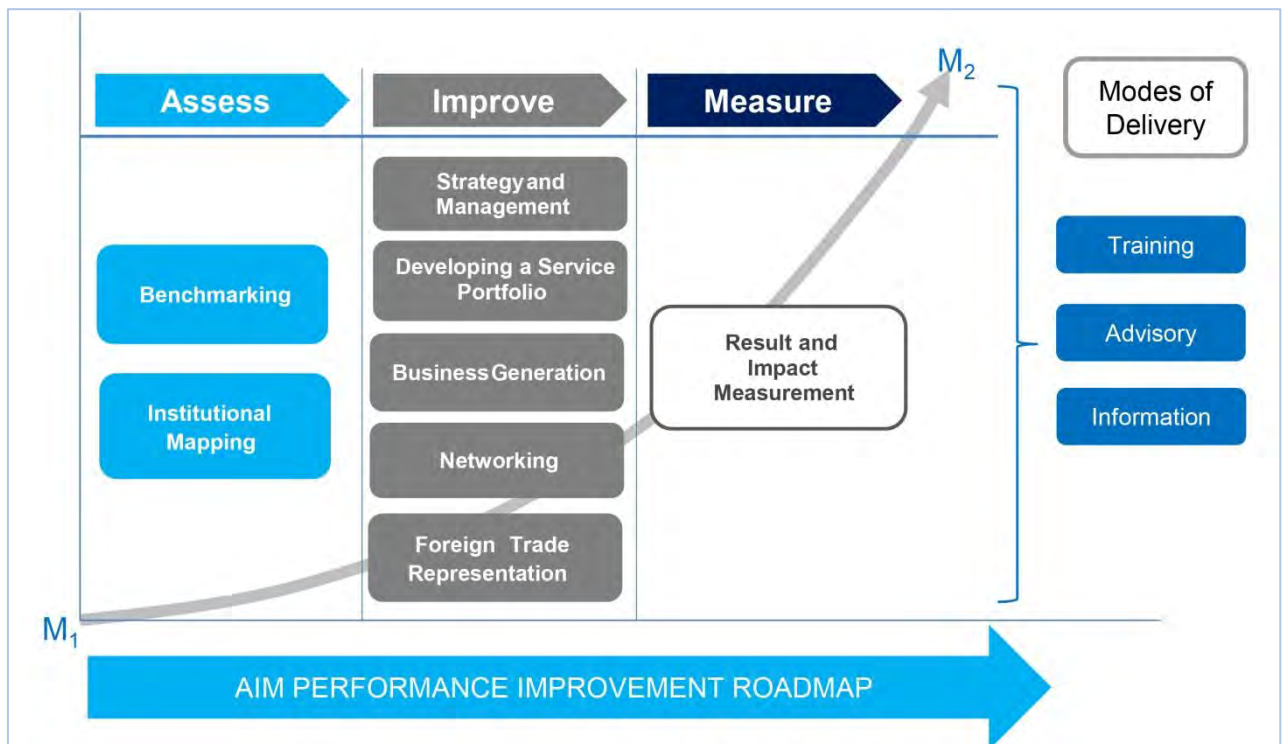 Assess
Improve
Measure
M2
Modes of
Delivery
Strategy and
Management
Developing a Service
Portfolio
Business Generation
Networking
Foreign Trade
Representation
Benchmarking
Institutional
Mapping
Result and
Impact
Measurement
Training
Advisory
Information
M1
AIM PERFORMANCE IMPROVEMENT ROADMAP